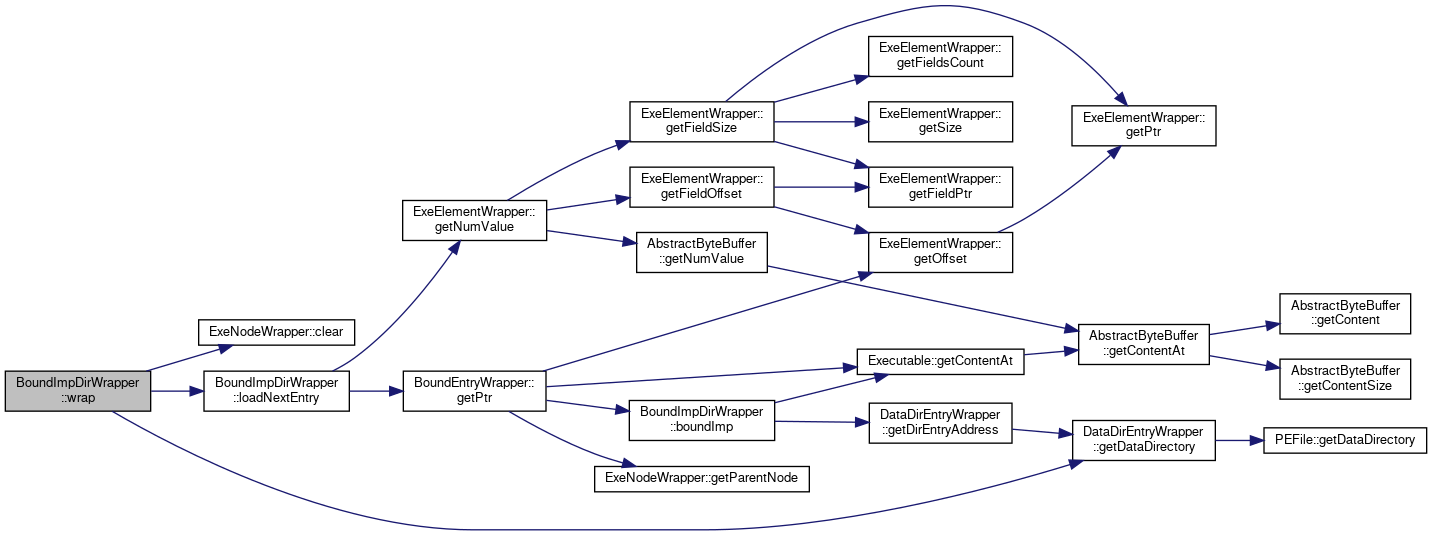 BoundImpDirWrapper
::wrap
ExeNodeWrapper::clear
BoundImpDirWrapper
::loadNextEntry
ExeElementWrapper::
getNumValue
BoundEntryWrapper::
getPtr
ExeElementWrapper::
getFieldSize
ExeElementWrapper::
getFieldOffset
AbstractByteBuffer
::getNumValue
BoundImpDirWrapper
::boundImp
ExeNodeWrapper::getParentNode
ExeElementWrapper::
getFieldsCount
ExeElementWrapper::
getSize
ExeElementWrapper::
getFieldPtr
ExeElementWrapper::
getOffset
Executable::getContentAt
DataDirEntryWrapper
::getDirEntryAddress
ExeElementWrapper::
getPtr
AbstractByteBuffer
::getContentAt
DataDirEntryWrapper
::getDataDirectory
AbstractByteBuffer
::getContent
AbstractByteBuffer
::getContentSize
PEFile::getDataDirectory